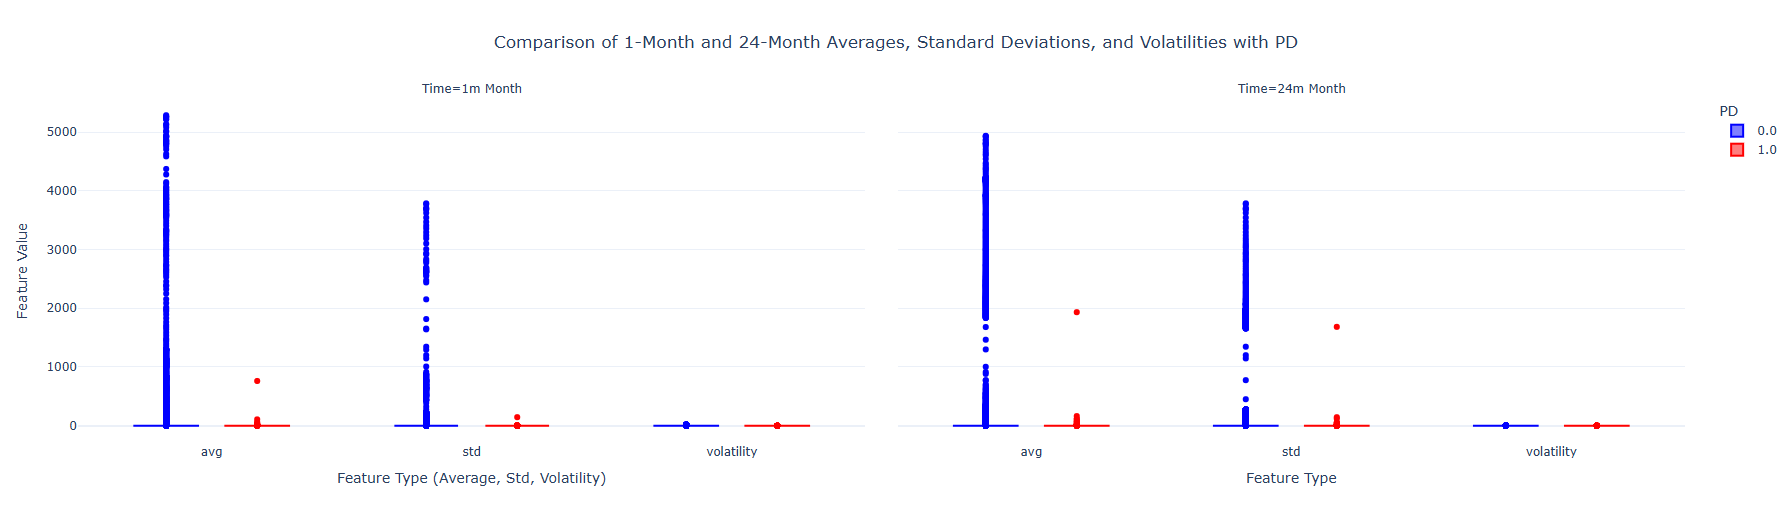 Comparison of 1-Month and 24-Month Averages, Standard Deviations, and Volatilities with PD
Time=1m Month
Time=24m Month
PD
0.0
1.0
Feature Value
5000
4000
3000
2000
1000
0
avg
std
volatility
avg
std
volatility
Feature Type (Average, Std, Volatility)
Feature Type